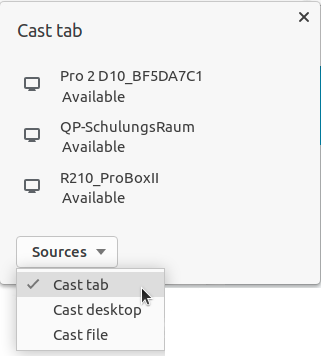 Cast tab
Pro 2 D10_BF5DA7C1
Available
QP-SchulungsRaum
Available
R210_ProBoxII
Available
Sources
Cast tab
Cast desktop
Cast file